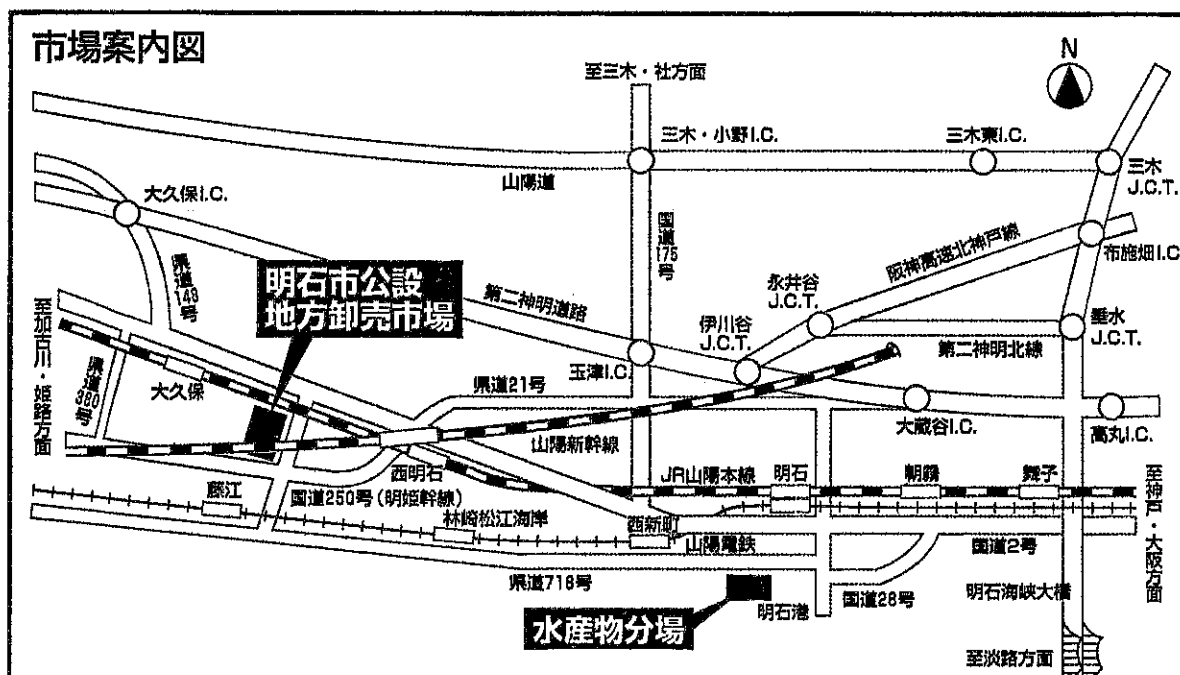 市場案内図
N
至三木・社方面
三木・小野I.C.
三木東I.C.
三木
J.C.T.
山陽道
大久保I.C.
国道175号
阪神高速北神戸線
布施畑I.C
県道148号
明石市公設
地方卸売市場
第二神明道路
永井谷
J.C.T.
伊川谷
J.C.T.
垂水
J.C.T.
第二神明北線
至加古川・姫路方面
県道380号
大久保
玉津I.C.
県道21号
大蔵谷I.C.
高丸I.C.
山陽新幹線
西明石
JR山陽本線
明石
朝霧
舞子
至神戸・大阪方面
藤江
国道250号(明姫幹線)
林崎松江海岸
西新町
山陽電鉄
国道2号
県道718号
明石港
国道28号
明石海峡大橋
水産物分場
至淡路方面